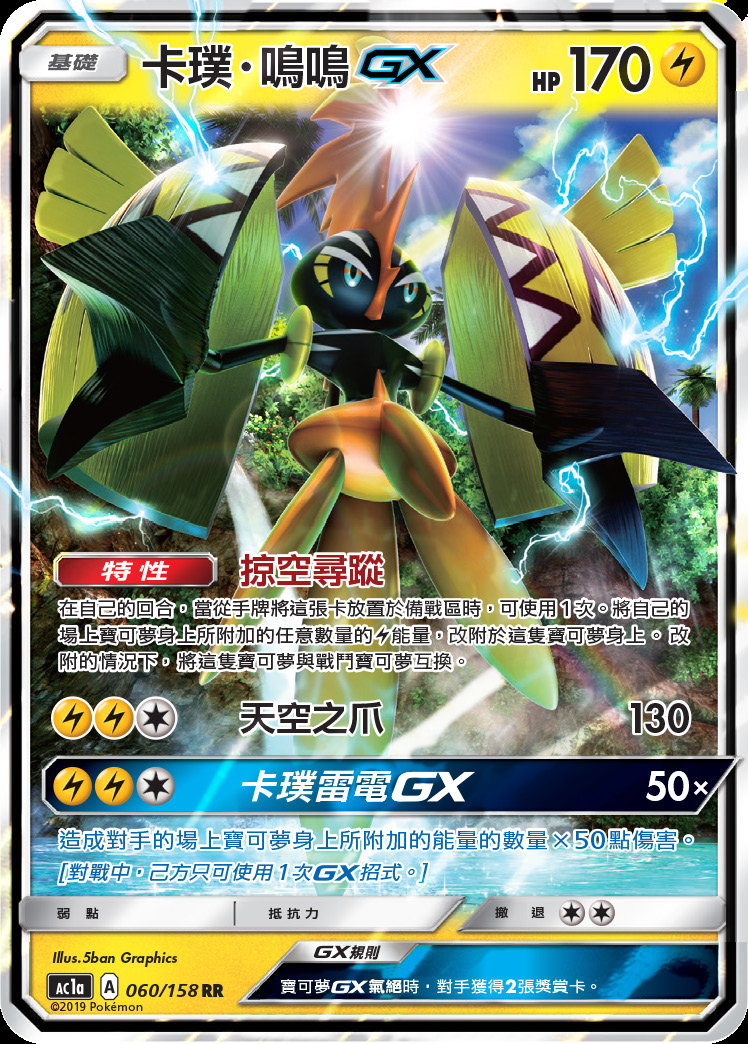 基礎 卡璞‧鳴鳴GX HP 170
特性 掠空尋蹤
在自己的回合,當從手牌將這張卡放置於備戰區時,可使用1次。將自己的
場上寶可夢身上所附加的任意數量的能量,改附於這隻寶可夢身上。改
附的情況下,將這隻寶可夢與戰鬥寶可夢互換。
天空之爪 130
卡璞雷電GX 50×
造成對手的場上寶可夢身上所附加的能量的數量×50點傷害。
[對戰中,己方只可使用1次GX招式。]
弱點 抵抗力 撤退
Illus.5ban Graphics
GX規則
AC1a A 060/158 RR
寶可夢GX氣絕時,對手獲得2張獎賞卡。
©2019 Pokémon